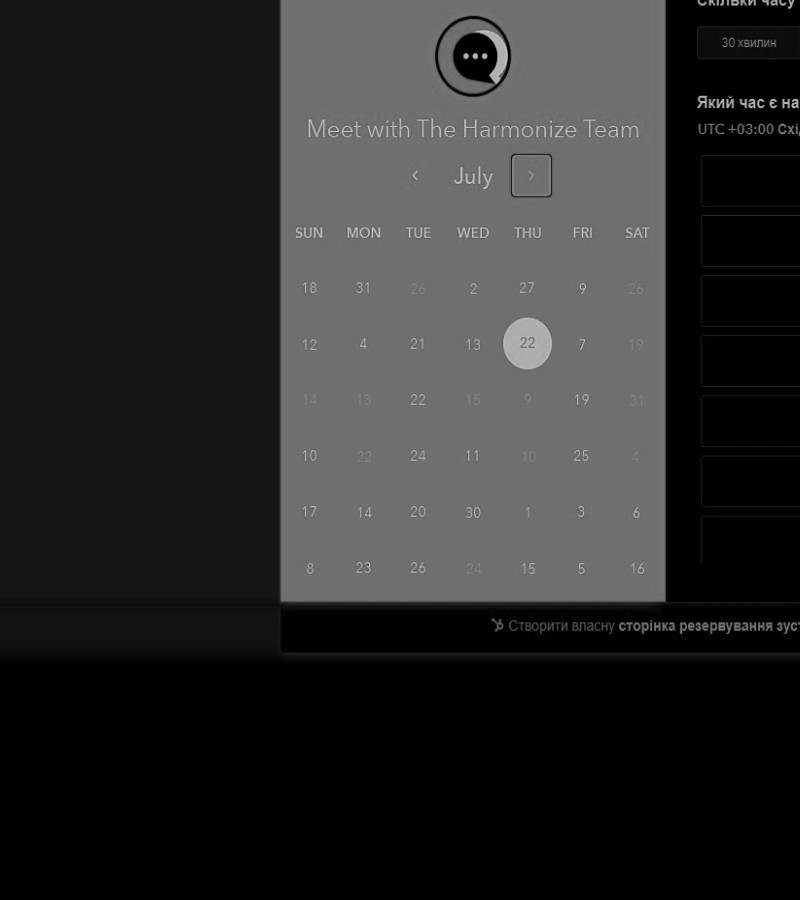 Скільки часу
30 хвилин
Meet with The Harmonize Team
Який час є на
UTC +03:00 Схі
July
SUN MON TUE WED THU FRI SAT
18 31 26 2 27 9 26
12 4 21 13 22 7 19
14 13 22 15 9 19 31
10 22 24 11 10 25 4
17 14 20 30 1 3 6
8 23 26 24 15 5 16
Створити власну сторінка резервування зуст